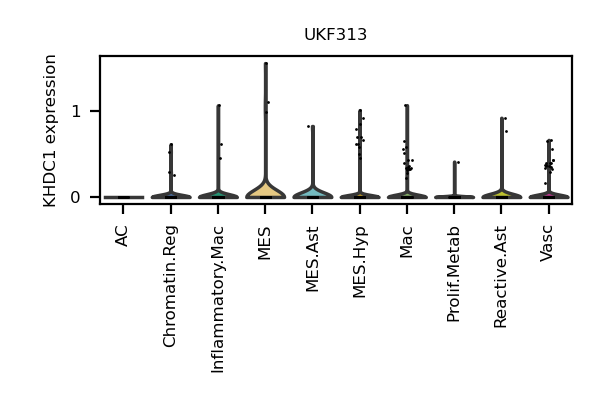 UKF313
KHDC1 expression
1
0
AC
Chromatin.Reg
Inflammatory.Mac
MES
MES.Ast
MES.Hyp
Mac
Prolif.Metab
Reactive.Ast
Vasc